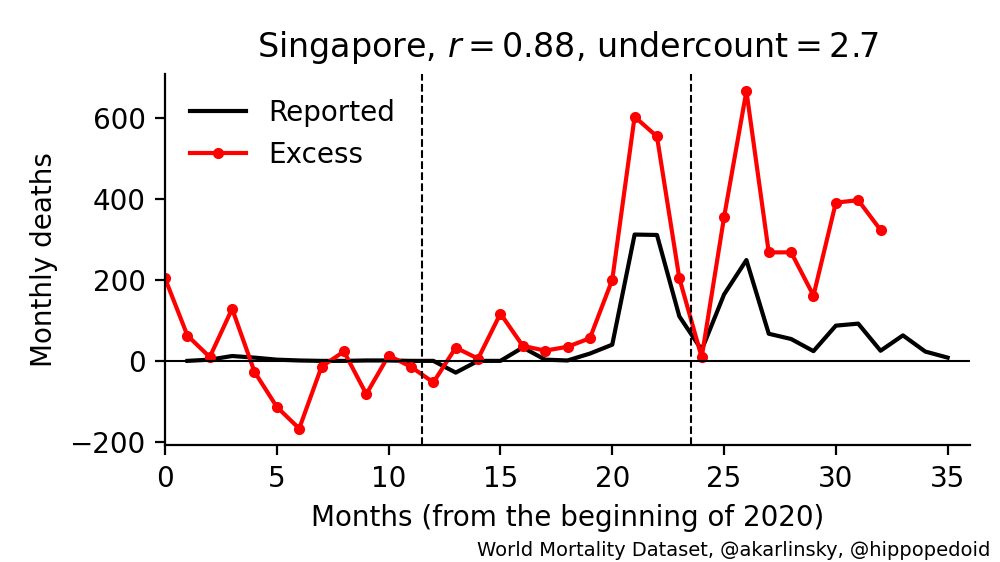 Singapore, r = 0.88, undercount = 2.7
Reported
Excess
Monthly deaths
600
400
200
0
−200
0 5 10 15 20 25 30 35
Months (from the beginning of 2020)
World Mortality Dataset, @akarlinsky, @hippopedoid